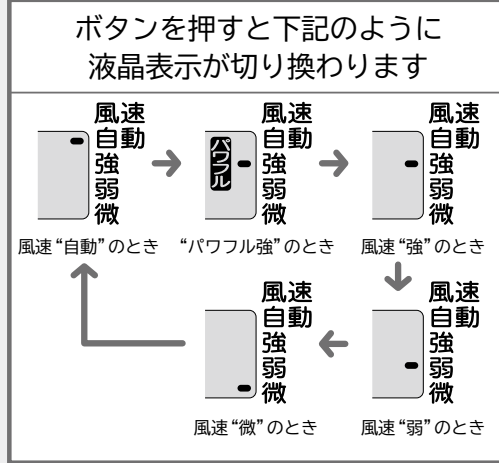 ボタンを押すと下記のように
液晶表示が切り換わります
風速
自動
強
弱
微
風速“自動”のとき
パワフル
風速
自動
強
弱
微
“パワフル強”のとき
風速
自動
強
弱
微
風速“強”のとき
風速
自動
強
弱
微
風速“弱”のとき
風速
自動
強
弱
微
風速“微”のとき